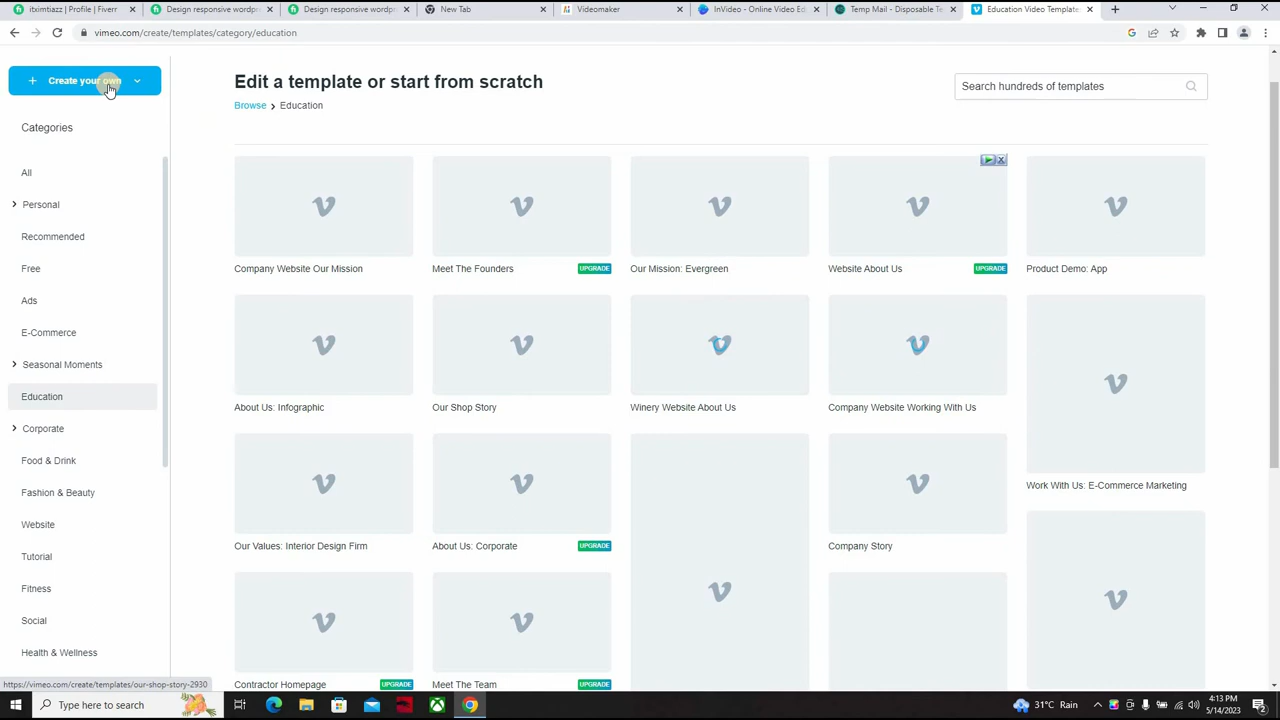 itximtiazz | Profile | Fiverr
Design responsive wordpr
Design responsive wordpr
New Tab
Videomaker
InVideo - Online Video Edi
Temp Mail - Disposable Te
Education Video Templates
vimeo.com/create/templates/category/education
Create your own
Edit a template or start from scratch
Search hundreds of templates
Browse
Education
Categories
All
Personal
Recommended
Free
Ads
E-Commerce
Seasonal Moments
Education
Corporate
Food & Drink
Fashion & Beauty
Website
Tutorial
Fitness
Social
Health & Wellness
Company Website Our Mission
Meet The Founders
UPGRADE
Our Mission: Evergreen
Website About Us
UPGRADE
Product Demo: App
About Us: Infographic
Our Shop Story
Winery Website About Us
Company Website Working With Us
Work With Us: E-Commerce Marketing
Our Values: Interior Design Firm
About Us: Corporate
UPGRADE
Company Story
Contractor Homepage
UPGRADE
Meet The Team
UPGRADE
https://vimeo.com/create/templates/our-shop-story-2930
Type here to search
31°C Rain
4:13 PM
5/14/2023